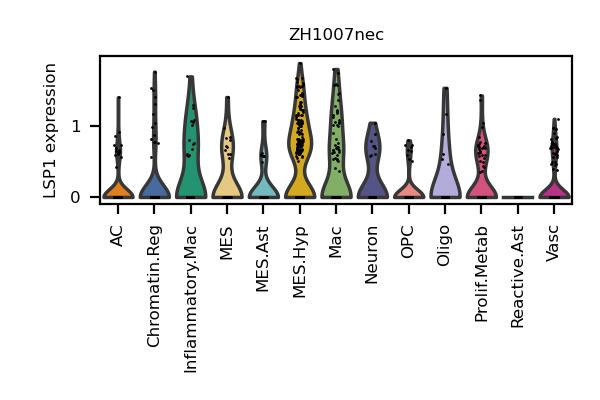 ZH1007nec
LSP1 expression
1
0
AC
Chromatin.Reg
Inflammatory.Mac
MES
MES.Ast
MES.Hyp
Mac
Neuron
OPC
Oligo
Prolif.Metab
Reactive.Ast
Vasc